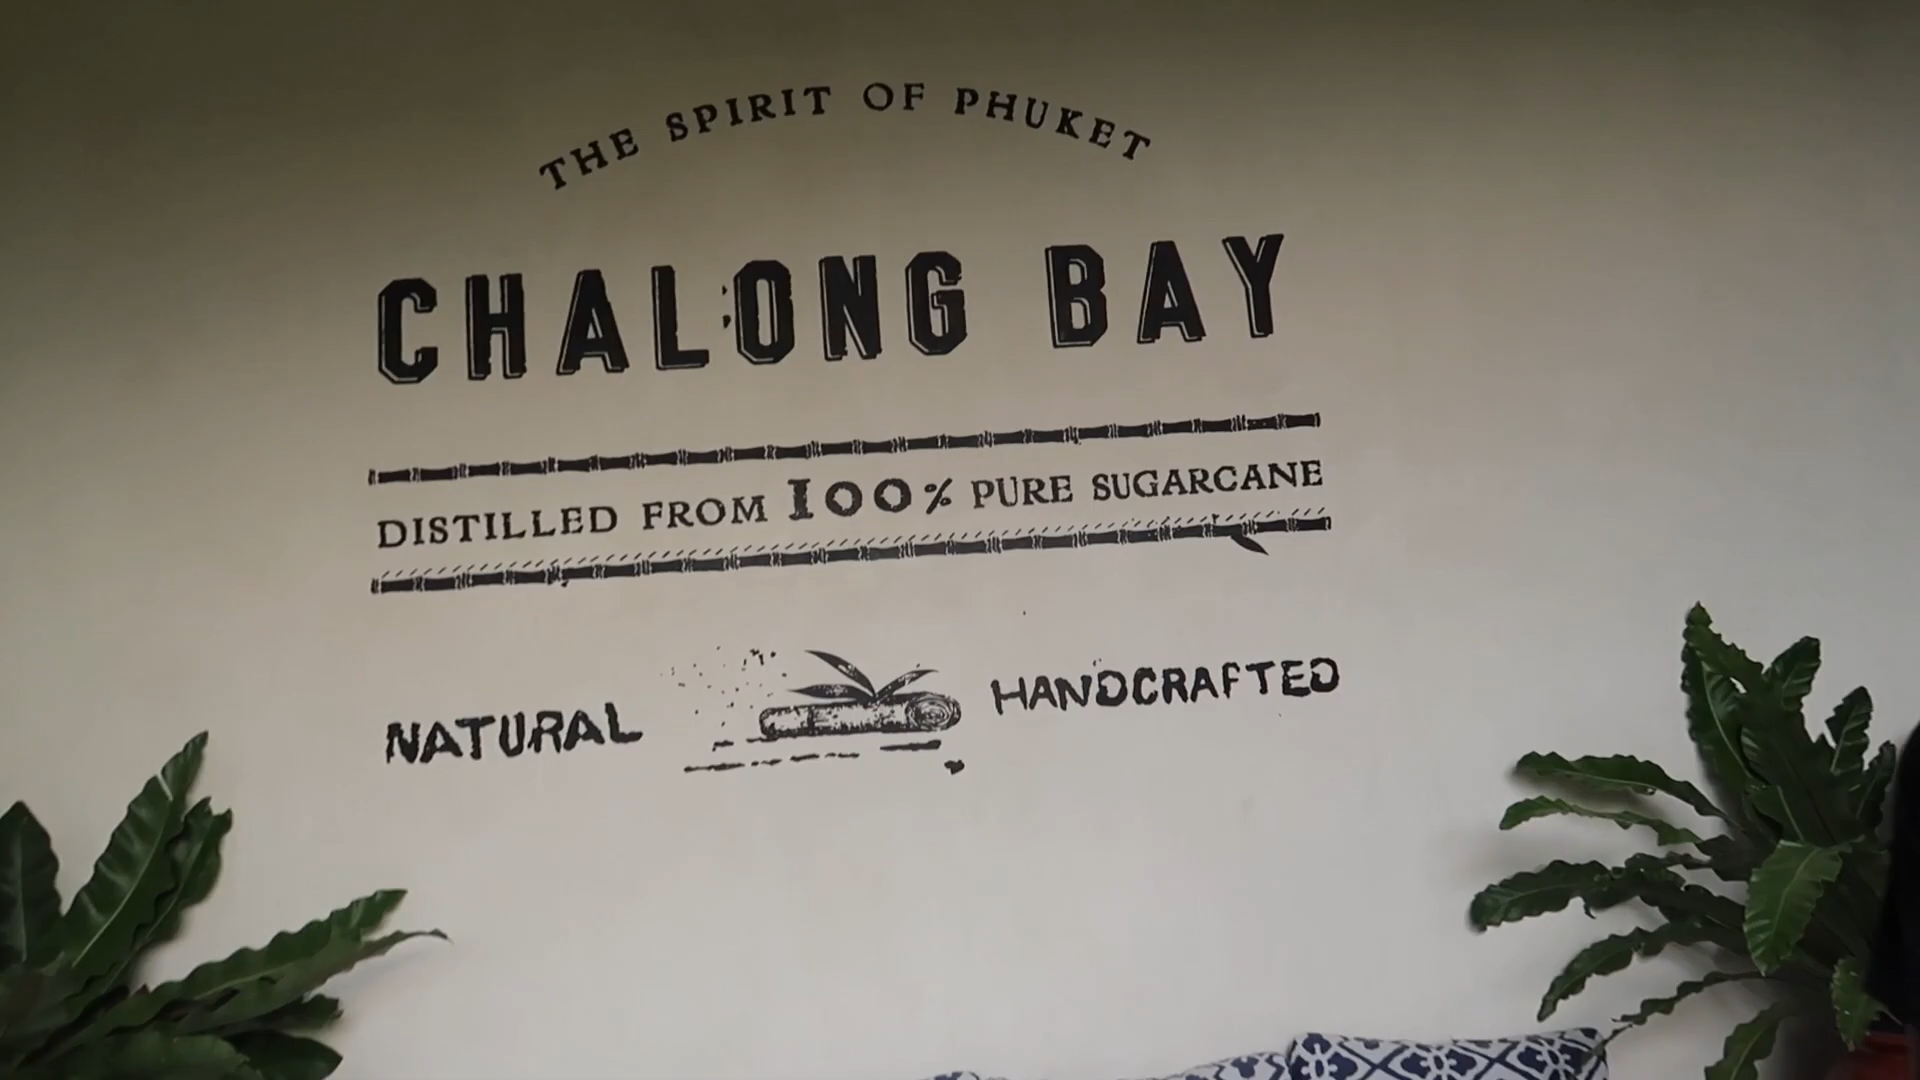 THE SPIRIT OF PHUKET
CHALONG BAY
DISTILLED FROM 100% PURE SUGARCANE
NATURAL HANDCRAFTED